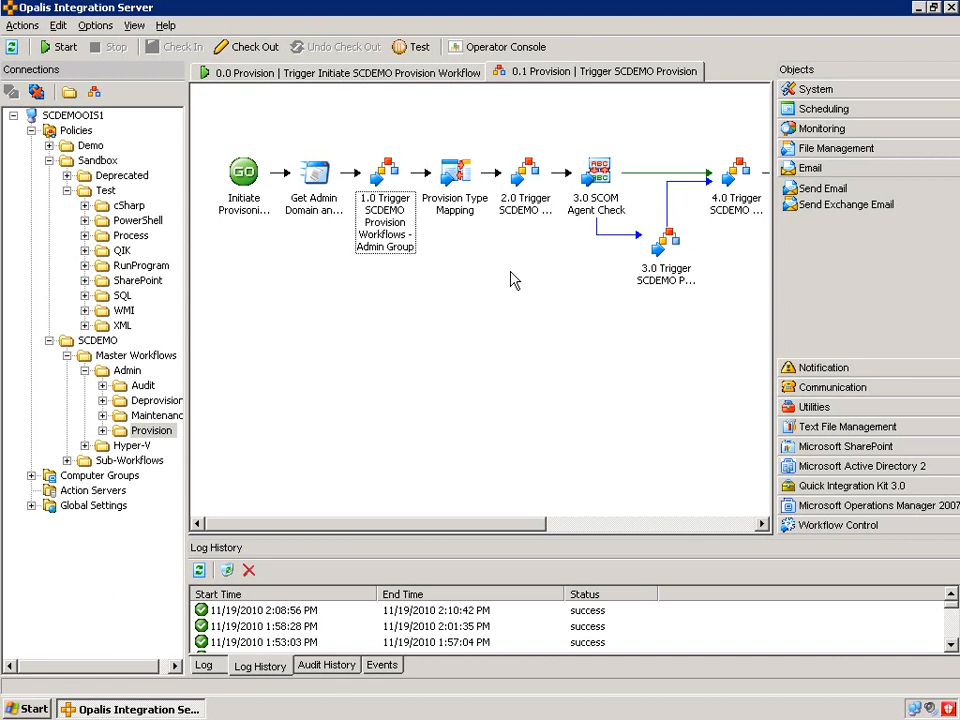 Opalis Integration Server
Actions Edit Options View Help
Start Stop Check In Check Out Undo Check Out Test Operator Console
Connections
SCDEMOOIS1
Policies
Demo
Sandbox
Deprecated
Test
cSharp
PowerShell
Process
QIK
RunProgram
SharePoint
SQL
WMI
XML
SCDEMO
Master Workflows
Admin
Audit
Deprovision
Maintenanc
Provision
Hyper-V
Sub-Workflows
Computer Groups
Action Servers
Global Settings
0.0 Provision | Trigger Initiate SCDEMO Provision Workflow
0.1 Provision | Trigger SCDEMO Provision
GO
Initiate
Provisioni...
Get Admin
Domain an...
1.0 Trigger
SCDEMO
Provision
Workflows -
Admin Group
Provision Type
Mapping
2.0 Trigger
SCDEMO ...
ABC
ABC
3.0 SCOM
Agent Check
3.0 Trigger
SCDEMO P...
4.0 Trigger
SCDEMO ...
Objects
System
Scheduling
Monitoring
File Management
Email
Send Email
Send Exchange Email
Notification
Communication
Utilities
Text File Management
Microsoft SharePoint
Microsoft Active Directory 2
Quick Integration Kit 3.0
Microsoft Operations Manager 2007
Workflow Control
Log History
Start Time End Time Status
11/19/2010 2:08:56 PM 11/19/2010 2:10:42 PM success
11/19/2010 1:58:28 PM 11/19/2010 2:01:35 PM success
11/19/2010 1:53:03 PM 11/19/2010 1:57:04 PM success
Log Log History Audit History Events
Start Opalis Integration Se...